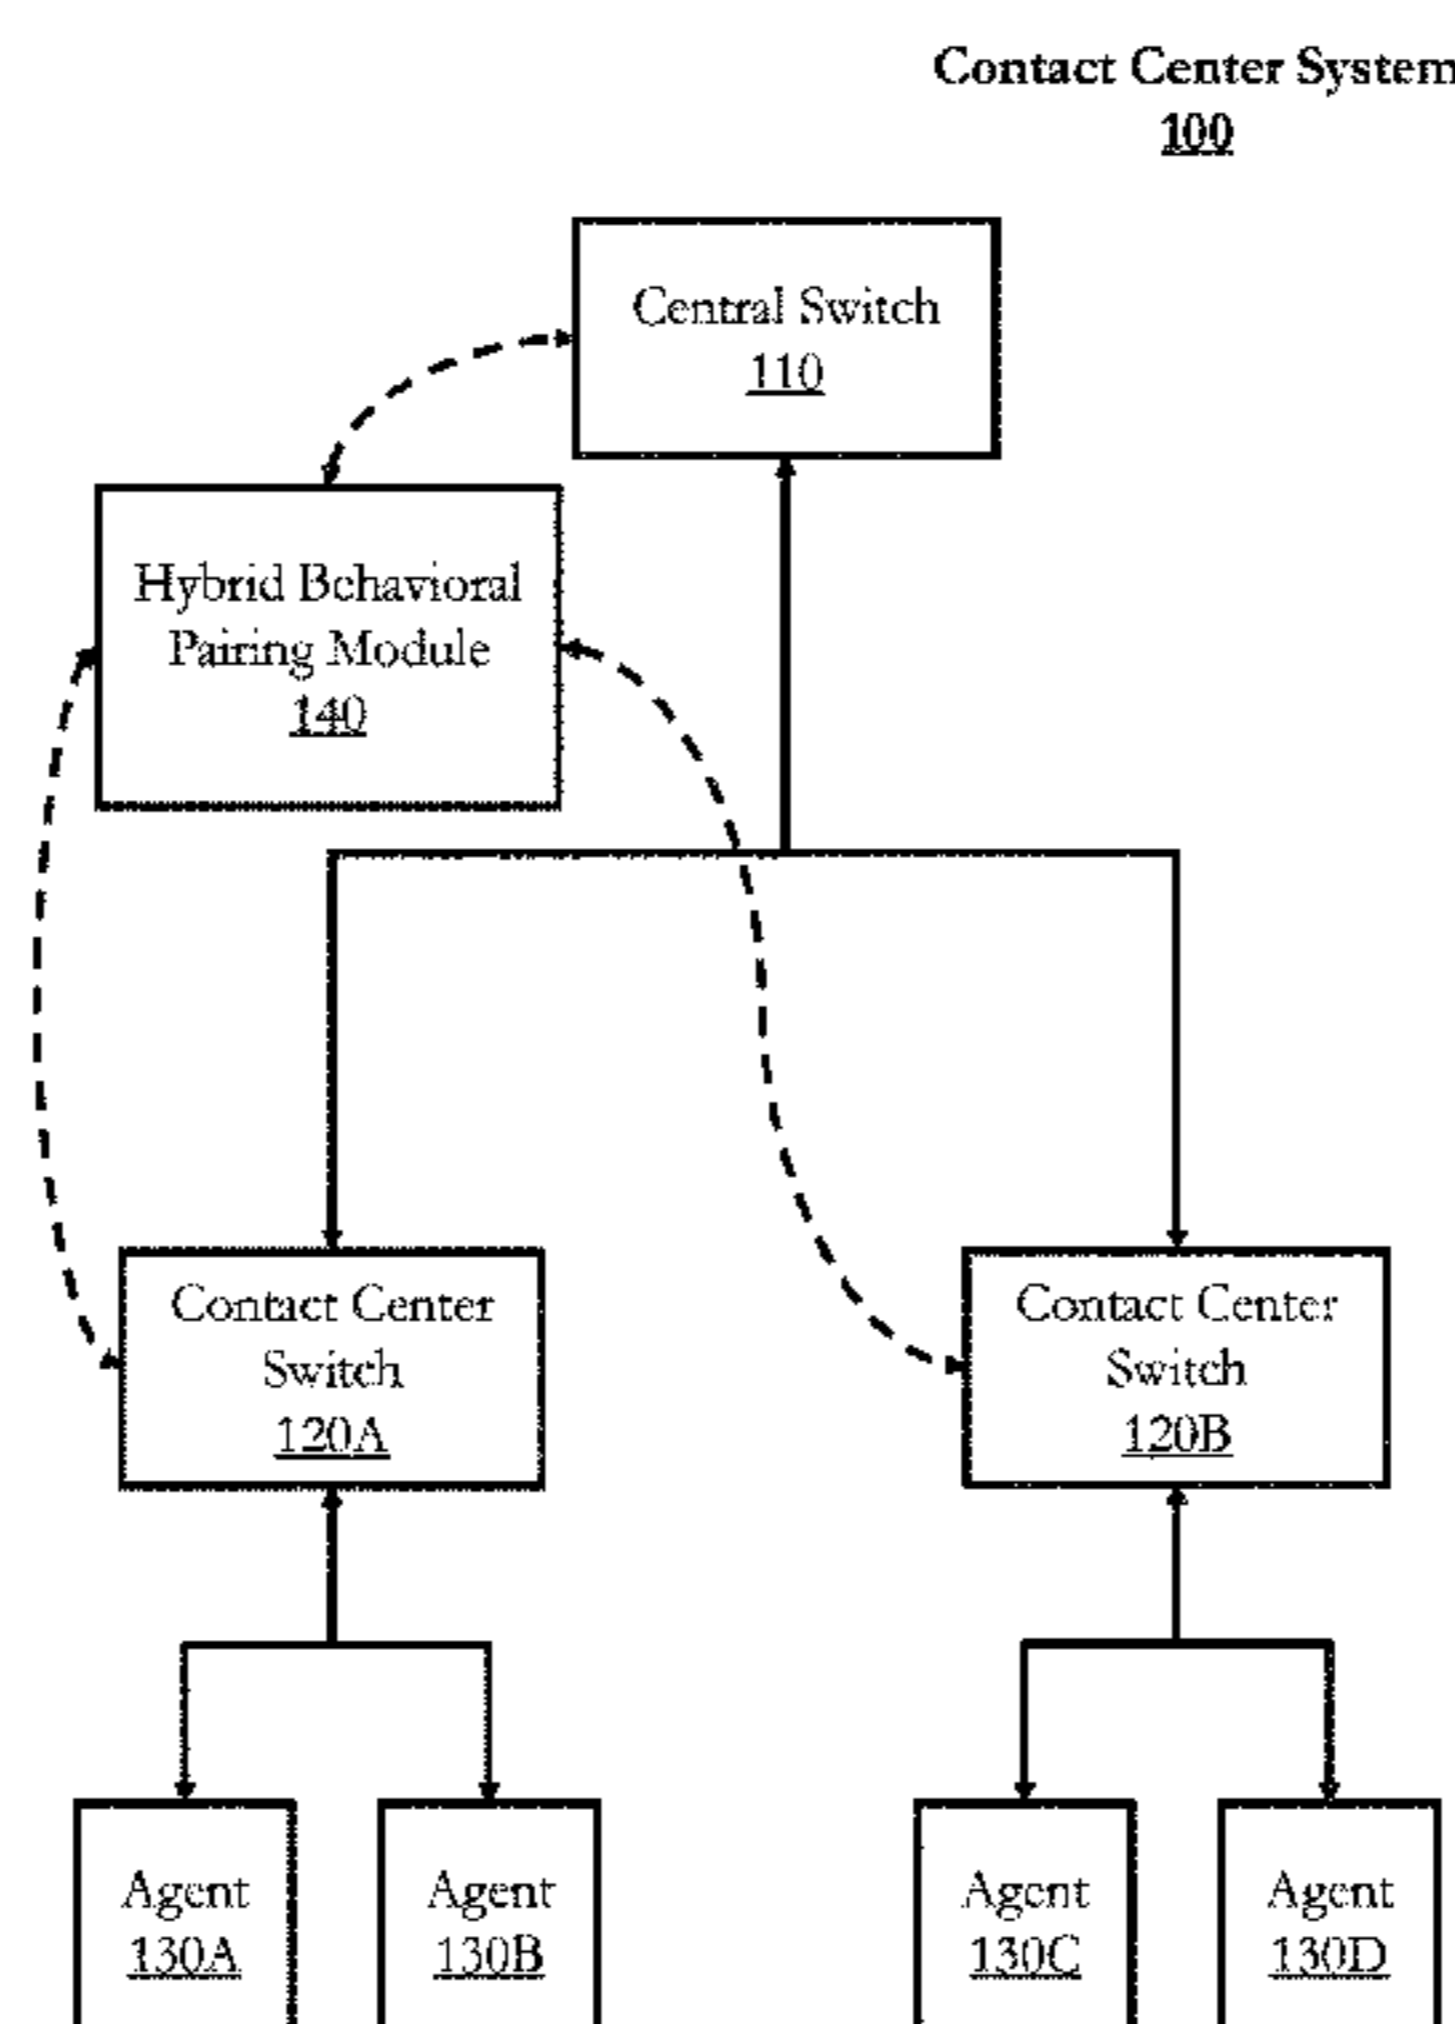 Contact Center System
100
Central Switch
110
Hybrid Behavioral
Pairing Module
140
Contact Center
Switch
120A
Contact Center
Switch
120B
Agent
130A
Agent
130B
Agent
130C
Agent
130D